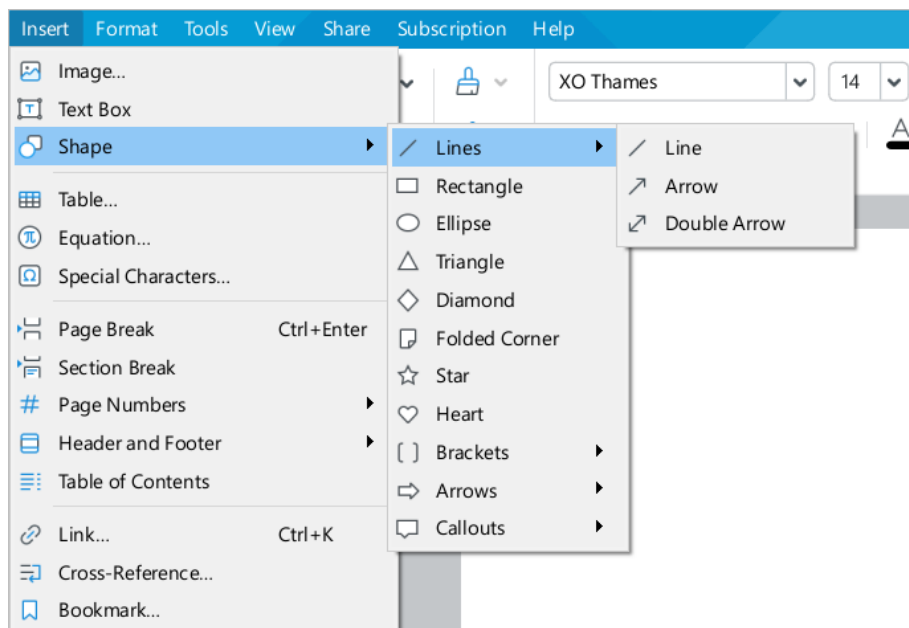 Insert Format Tools View Share Subscription Help
Image...
Text Box
Shape
Table...
Equation...
Special Characters...
Page Break Ctrl+Enter
Section Break
Page Numbers
Header and Footer
Table of Contents
Link... Ctrl+K
Cross-Reference...
Bookmark...
XO Thames 14
A
Lines
Rectangle
Ellipse
Triangle
Diamond
Folded Corner
Star
Heart
Brackets
Arrows
Callouts
Line
Arrow
Double Arrow